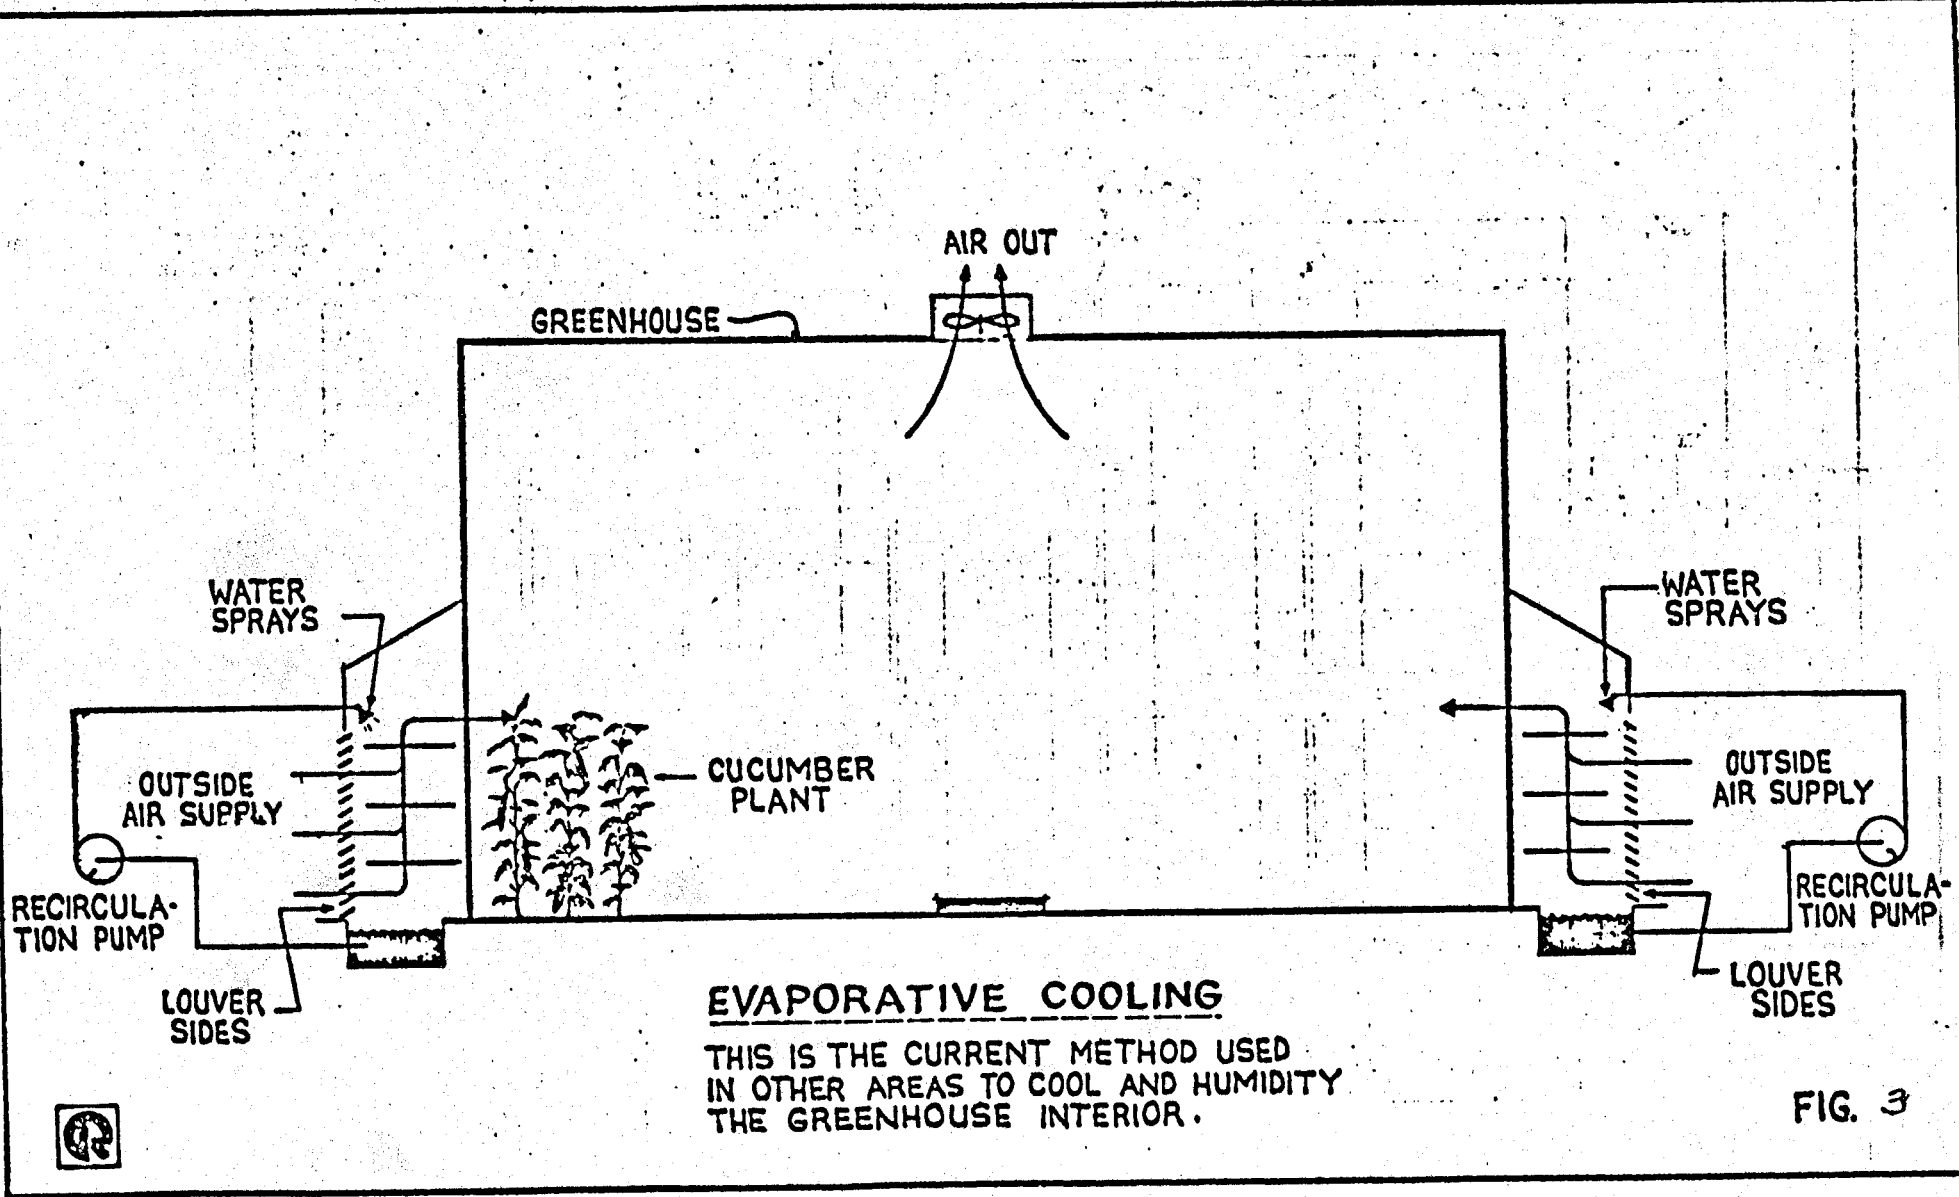 AIR OUT
GREENHOUSE
WATER
SPRAYS
WATER
SPRAYS
OUTSIDE
AIR SUPPLY
CUCUMBER
PLANT
OUTSIDE
AIR SUPPLY
RECIRCULA-
TION PUMP
RECIRCULA-
TION PUMP
LOUVER
SIDES
LOUVER
SIDES
EVAPORATIVE COOLING
THIS IS THE CURRENT METHOD USED
IN OTHER AREAS TO COOL AND HUMIDITY
THE GREENHOUSE INTERIOR.
FIG. 3